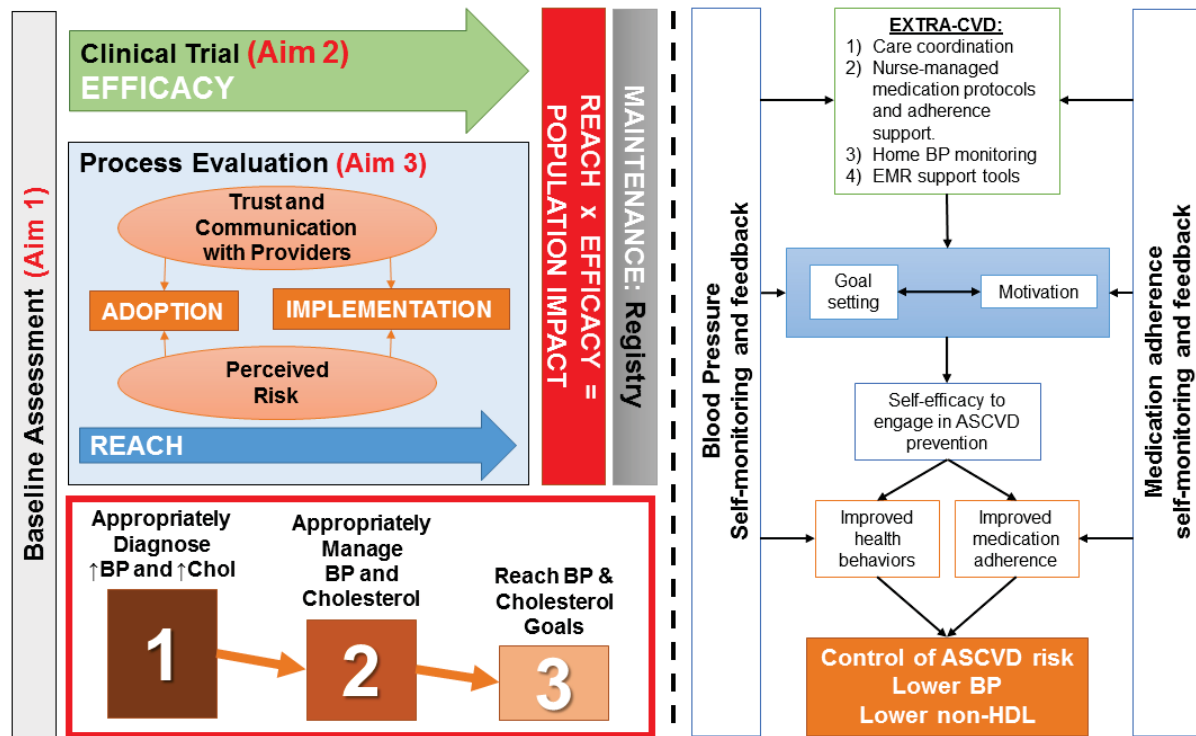 Baseline Assessment (Aim 1)
Clinical Trial (Aim 2)
EFFICACY
Process Evaluation (Aim 3)
Trust and
Communication
with Providers
ADOPTION
IMPLEMENTATION
Perceived
Risk
REACH
REACH x EFFICACY =
POPULATION IMPACT
MAINTENANCE: Registry
Appropriately
Diagnose
↑BP and ↑Chol
1
Appropriately
Manage
BP and
Cholesterol
2
Reach BP &
Cholesterol
Goals
3
Blood Pressure
Self-monitoring and feedback
EXTRA-CVD:
1) Care coordination
2) Nurse-managed
medication protocols
and adherence
support.
3) Home BP monitoring
4) EMR support tools
Goal
setting
Motivation
Self-efficacy to
engage in ASCVD
prevention
Improved
health
behaviors
Improved
medication
adherence
Control of ASCVD risk
Lower BP
Lower non-HDL
Medication adherence
self-monitoring and feedback